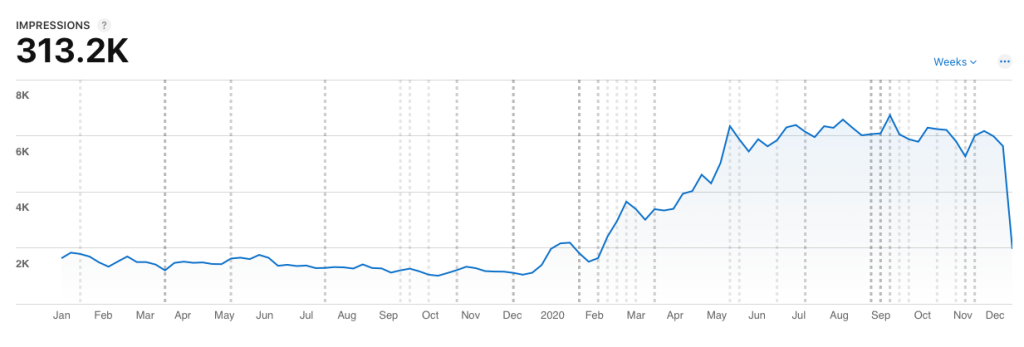 IMPRESSIONS ?
313.2K
Weeks
8K
6K
4K
2K
Jan Feb Mar Apr May Jun Jul Aug Sep Oct Nov Dec 2020 Feb Mar Apr May Jun Jul Aug Sep Oct Nov Dec